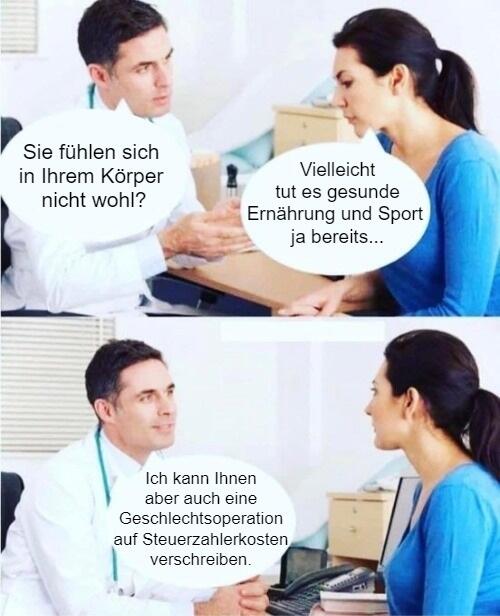 Sie fühlen sich
in Ihrem Körper
nicht wohl?
Vielleicht
tut es gesunde
Ernährung und Sport
ja bereits...
Ich kann Ihnen
aber auch eine
Geschlechtsoperation
auf Steuerzahlerkosten
verschreiben.